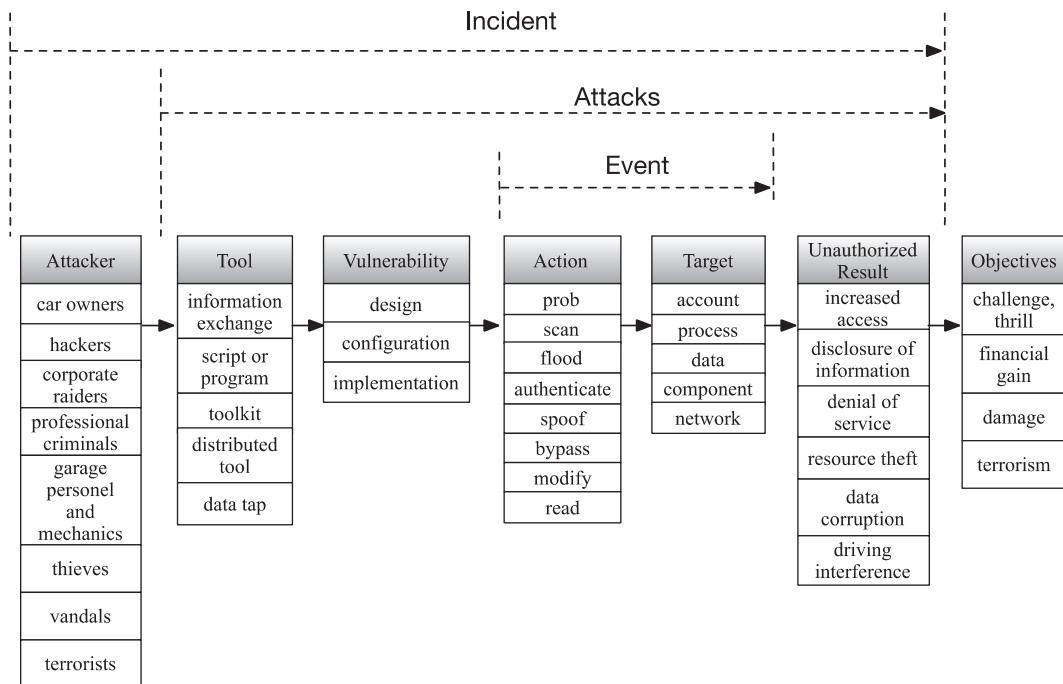 Incident
Attacks
Event
Attacker
car owners
hackers
corporate
raiders
professional
criminals
garage
personel
and
mechanics
thieves
vandals
terrorists
Tool
information
exchange
script or
program
toolkit
distributed
tool
data tap
Vulnerability
design
configuration
implementation
Action
prob
scan
flood
authenticate
spoof
bypass
modify
read
Target
account
process
data
component
network
Unauthorized
Result
increased
access
disclosure of
information
denial of
service
resource theft
data
corruption
driving
interference
Objectives
challenge,
thrill
financial
gain
damage
terrorism